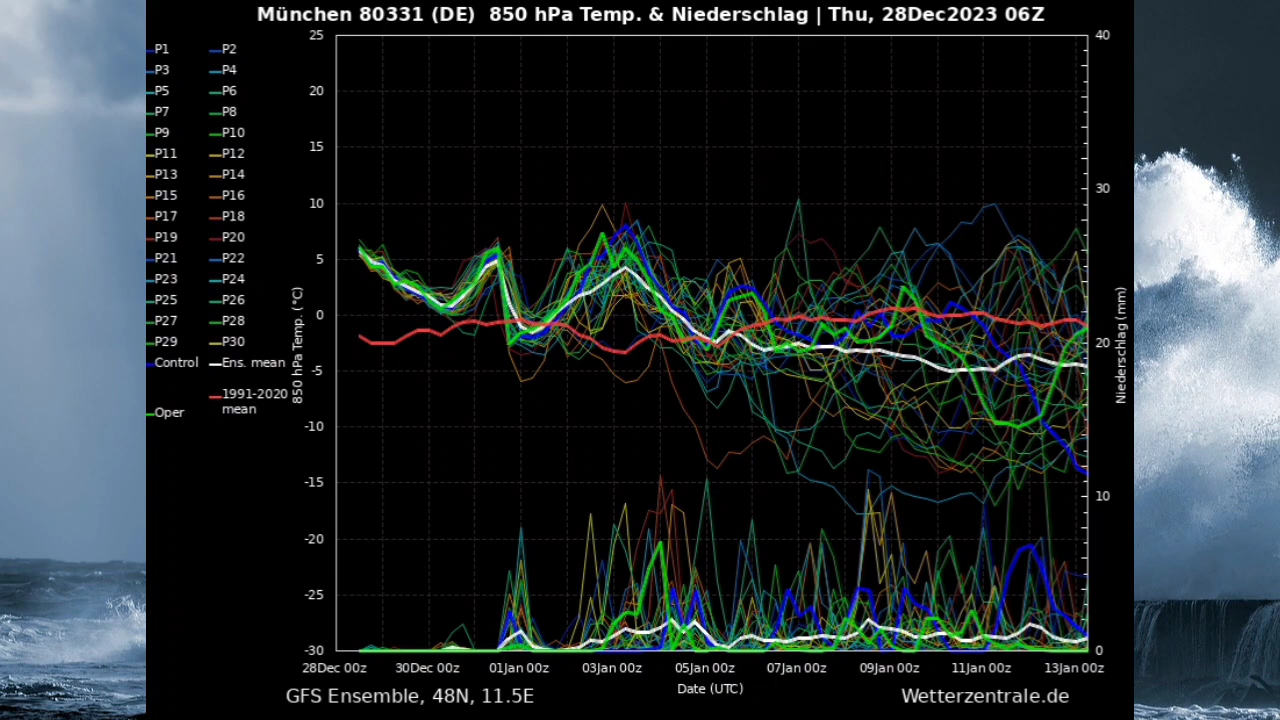 München 80331 (DE)  850 hPa Temp. & Niederschlag | Thu, 28Dec2023 06Z
P1 P2
P3 P4
P5 P6
P7 P8
P9 P10
P11 P12
P13 P14
P15 P16
P17 P18
P19 P20
P21 P22
P23 P24
P25 P26
P27 P28
P29 P30
Control Ens. mean
1991-2020
mean
Oper
850 hPa Temp. (°C)
25
20
15
10
5
0
-5
-10
-15
-20
-25
-30
40
30
20
10
0
Niederschlag (mm)
28Dec 00z 30Dec 00z 01Jan 00z 03Jan 00z 05Jan 00z 07Jan 00z 09Jan 00z 11Jan 00z 13Jan 00z
Date (UTC)
GFS Ensemble, 48N, 11.5E
Wetterzentrale.de